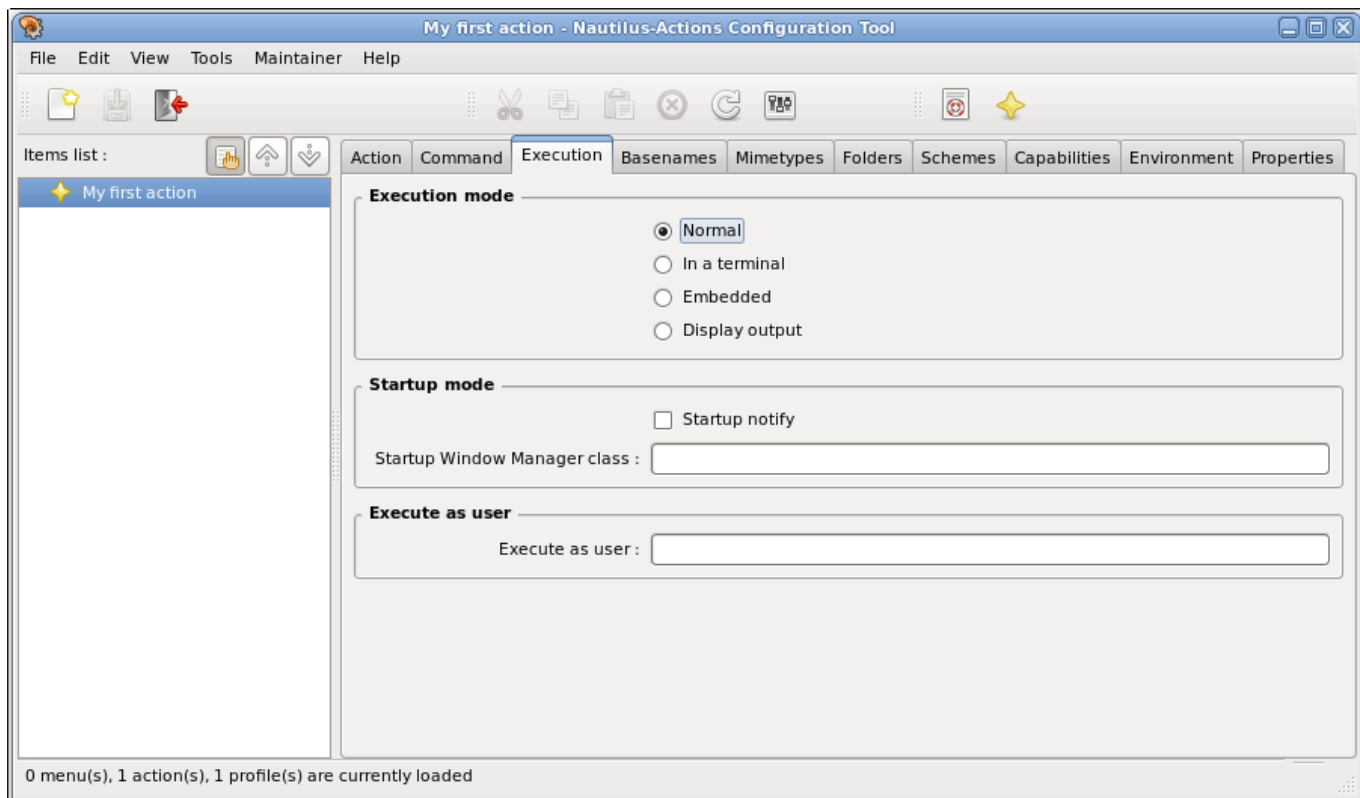 My first action - Nautilus-Actions Configuration Tool
File Edit View Tools Maintainer Help
Items list :
Action Command Execution Basenames Mimetypes Folders Schemes Capabilities Environment Properties
My first action
Execution mode
Normal
In a terminal
Embedded
Display output
Startup mode
Startup notify
Startup Window Manager class :
Execute as user
Execute as user :
0 menu(s), 1 action(s), 1 profile(s) are currently loaded